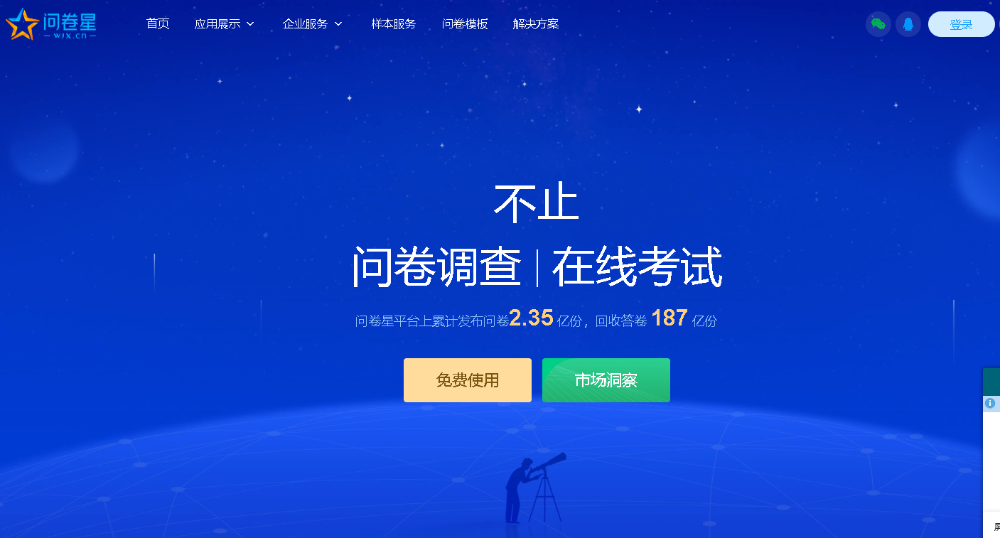 问卷星
wjx.cn
首页 应用展示 企业服务 样本服务 问卷模板 解决方案 登录
不止
问卷调查 | 在线考试
问卷星平台上累计发布问卷2.35 亿份，回收答卷 187 亿份
免费使用 市场洞察